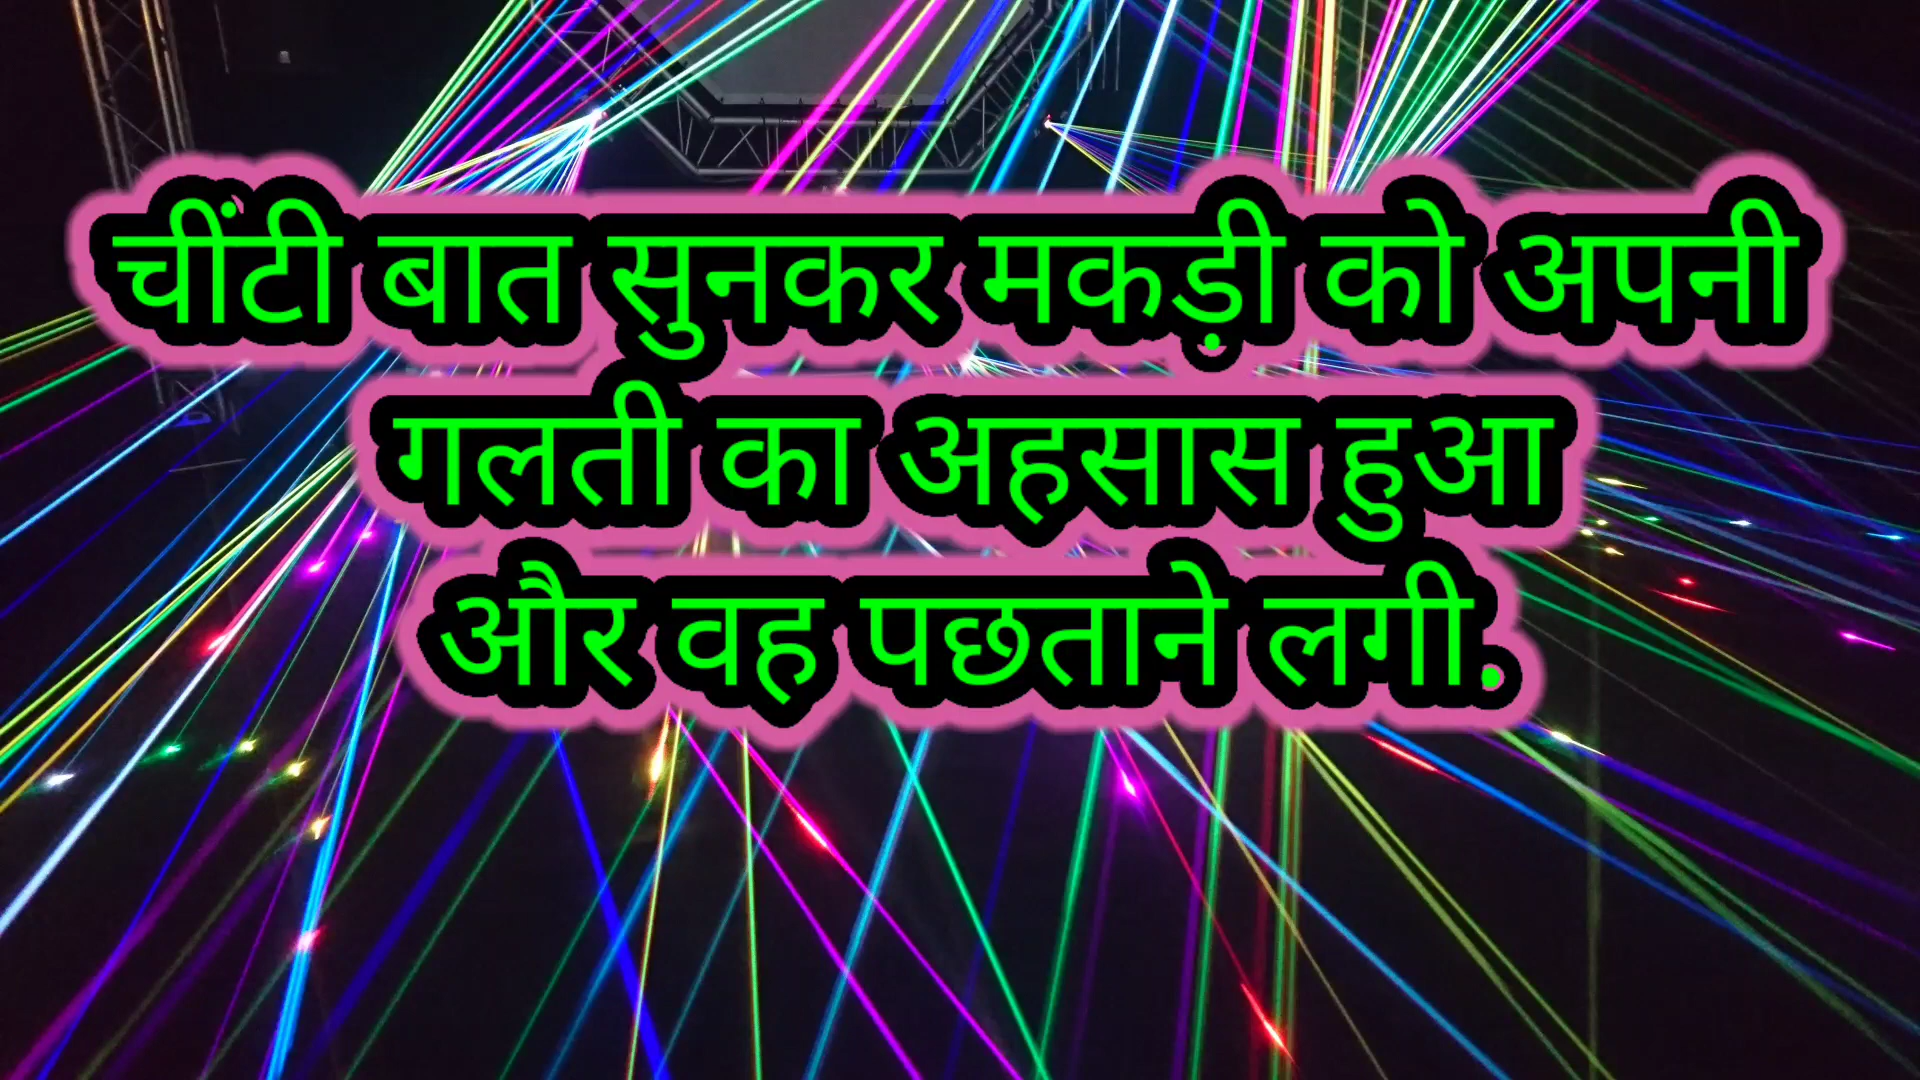 चींटी बात सुनकर मकड़ी को अपनी
गलती का अहसास हुआ
और वह पछताने लगी.